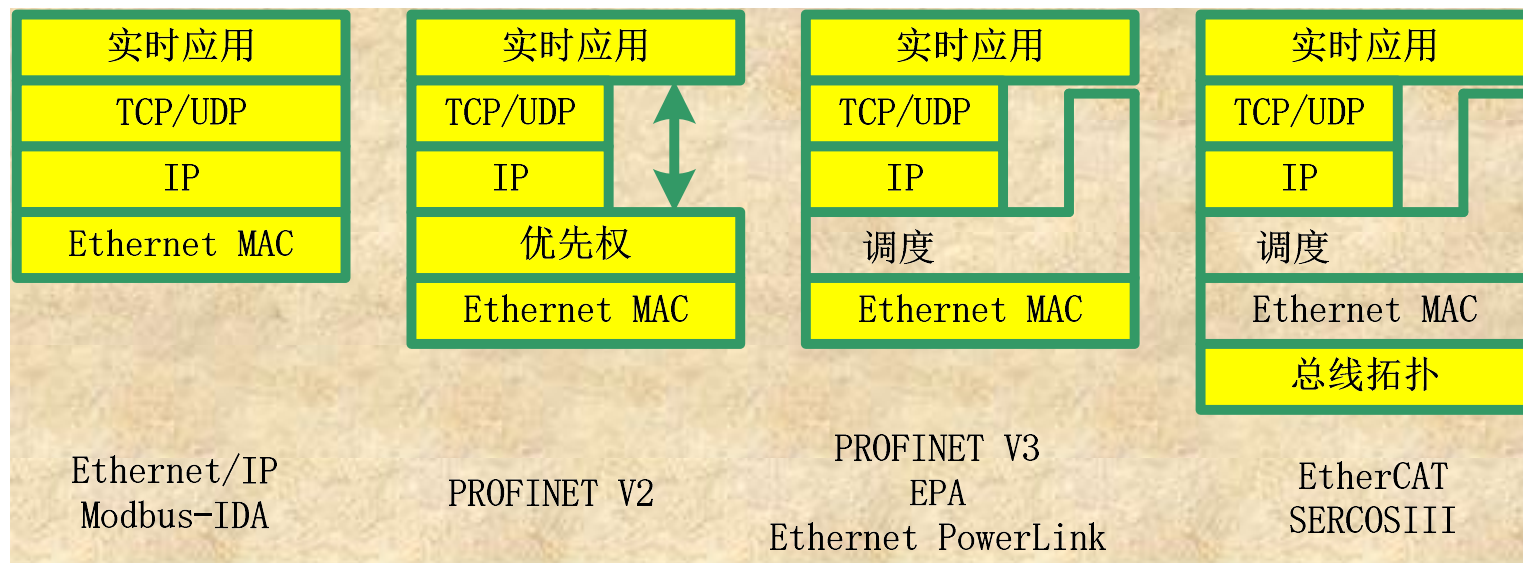 实时应用
TCP/UDP
IP
Ethernet MAC
Ethernet/IP
Modbus-IDA
实时应用
TCP/UDP
IP
优先权
Ethernet MAC
PROFINET V2
实时应用
TCP/UDP
IP
调度
Ethernet MAC
PROFINET V3
EPA
Ethernet PowerLink
实时应用
TCP/UDP
IP
调度
Ethernet MAC
总线拓扑
EtherCAT
SERCOSIII